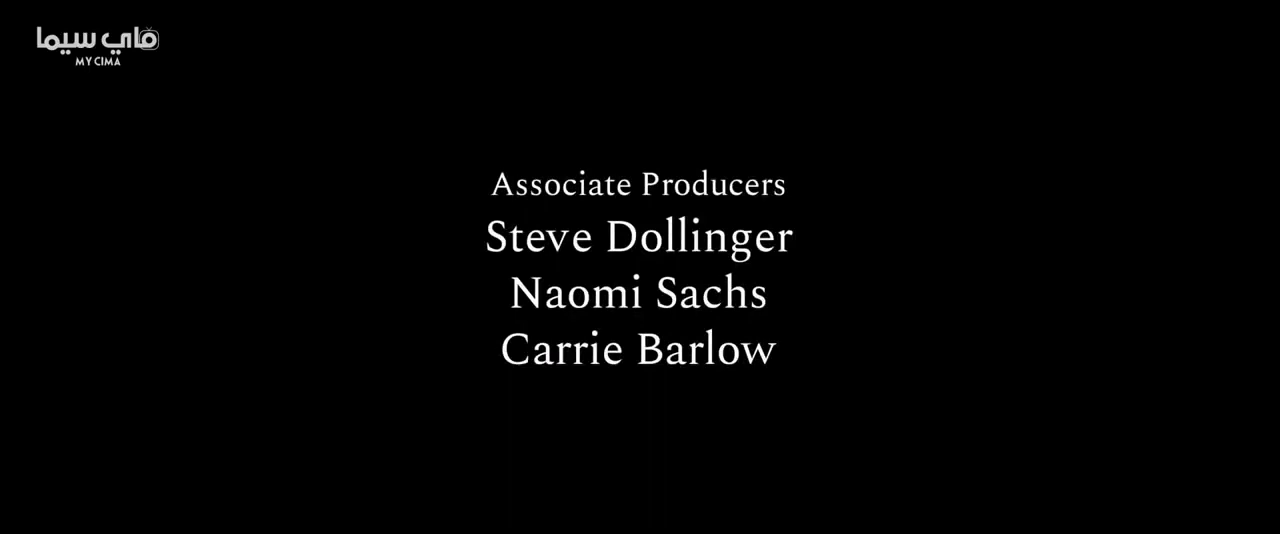 ماي سيما
MY CIMA
Associate Producers
Steve Dollinger
Naomi Sachs
Carrie Barlow